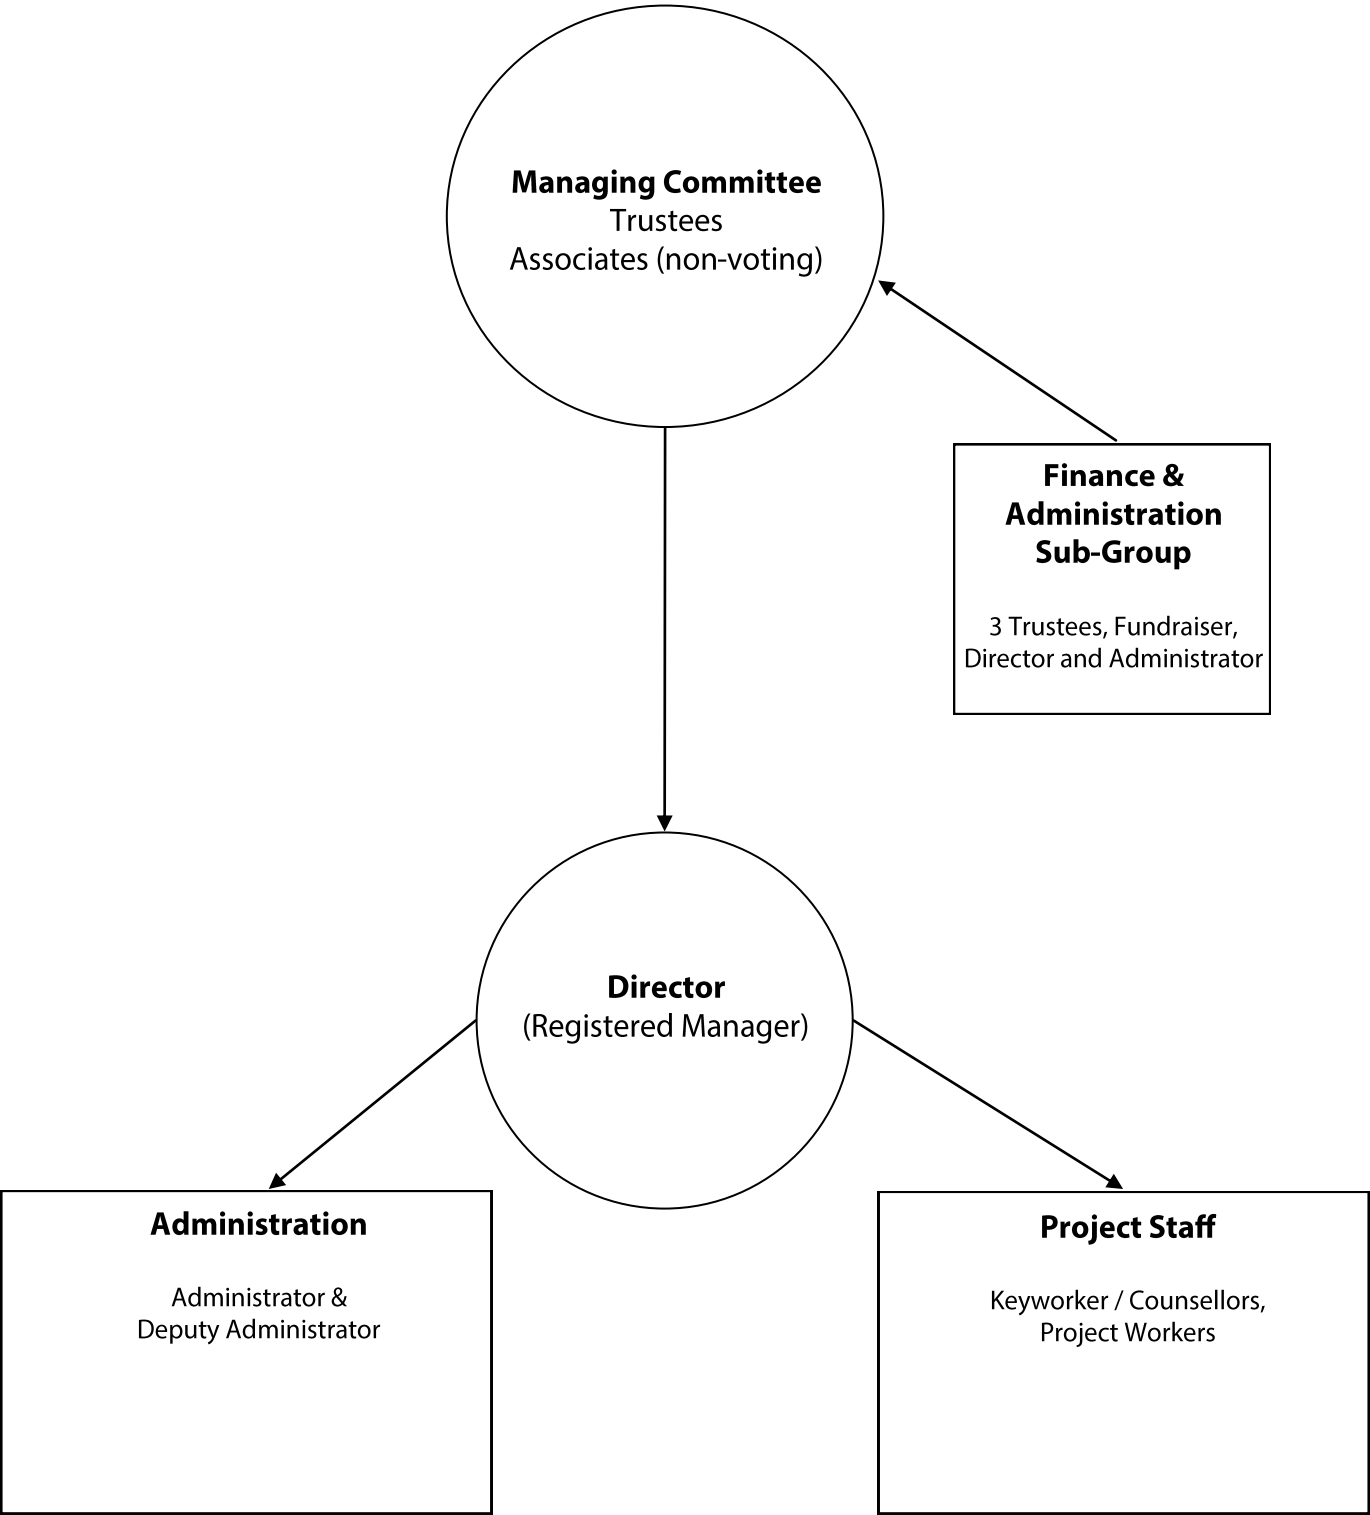 Managing Committee
Trustees
Associates (non-voting)
Finance &
Administration
Sub-Group
3 Trustees, Fundraiser,
Director and Administrator
Director
(Registered Manager)
Administration
Administrator &
Deputy Administrator
Project Staff
Keyworker / Counsellors,
Project Workers